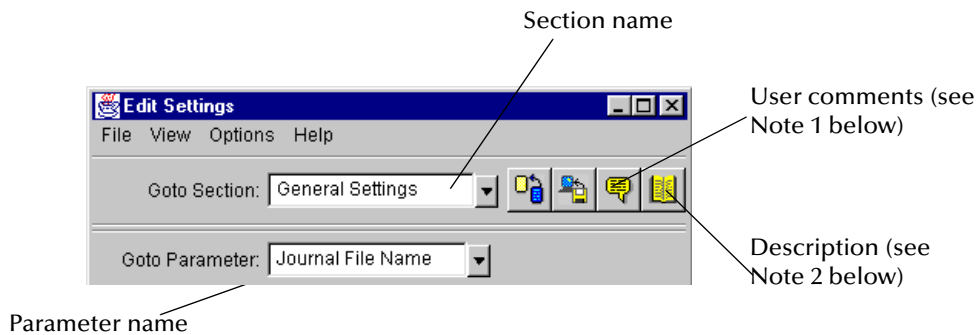 Section name
Edit Settings
User comments (see
Note 1 below)
File View Options Help
Goto Section: General Settings
Goto Parameter: Journal File Name
Description (see
Note 2 below)
Parameter name